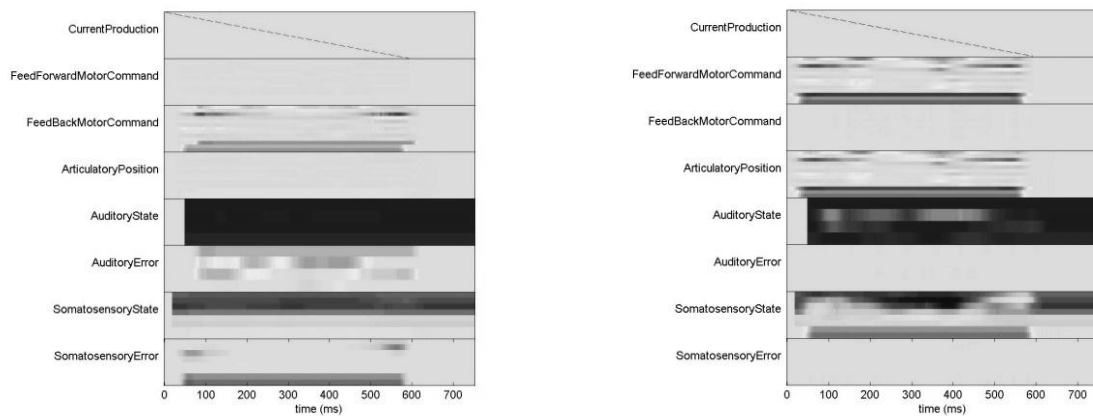 CurrentProduction
FeedForwardMotorCommand
FeedBackMotorCommand
ArticulatoryPosition
AuditoryState
AuditoryError
SomatosensoryState
SomatosensoryError
0 100 200 300 400 500 600 700
time (ms)
CurrentProduction
FeedForwardMotorCommand
FeedBackMotorCommand
ArticulatoryPosition
AuditoryState
AuditoryError
SomatosensoryState
SomatosensoryError
0 100 200 300 400 500 600 700
time (ms)